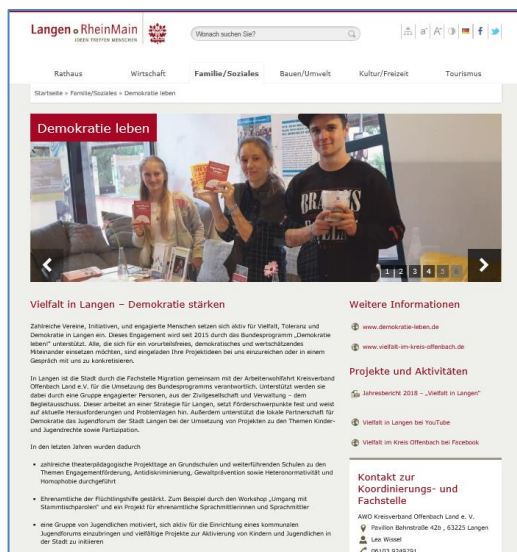 Langen RheinMain
IDEEN TREFFEN MENSCHEN
Wonach suchen Sie?
Rathaus
Wirtschaft
Familie/Soziales
Bauen/Umwelt
Kultur/Freizeit
Tourismus
Startseite » Familie/Soziales » Demokratie leben
Demokratie leben
1 2 3 4 5 6
Vielfalt in Langen – Demokratie stärken
Zahlreiche Vereine, Initiativen, und engagierte Menschen setzen sich aktiv für Vielfalt, Toleranz und
Demokratie in Langen ein. Dieses Engagement wird seit 2015 durch das Bundesprogramm „Demokratie
leben!" unterstützt. Alle, die sich für ein vorurteilsfreies, demokratisches und wertschätzendes
Miteinander einsetzen möchten, sind eingeladen Ihre Projektideen bei uns einzureichen oder in einem
Gespräch mit uns zu konkretisieren.
In Langen ist die Stadt durch die Fachstelle Migration gemeinsam mit der Arbeiterwohlfahrt Kreisverband
Offenbach Land e.V. für die Umsetzung des Bundesprogramms verantwortlich. Unterstützt werden sie
dabei durch eine Gruppe engagierter Personen, aus der Zivilgesellschaft und Verwaltung – dem
Begleitausschuss. Dieser arbeitet an einer Strategie für Langen, setzt Förderschwerpunkte fest und weist
auf aktuelle Herausforderungen und Problemlagen hin. Außerdem unterstützt die lokale Partnerschaft für
Demokratie das Jugendforum der Stadt Langen bei der Umsetzung von Projekten zu den Themen Kinder-
und Jugendrechte sowie Partizipation.
In den letzten Jahren wurden dadurch
• zahlreiche theaterpädagogische Projekttage an Grundschulen und weiterführenden Schulen zu den
Themen Engagementförderung, Antidiskriminierung, Gewaltprävention sowie Heteronormativität und
Homophobie durchgeführt
• Ehrenamtliche der Flüchtlingshilfe gestärkt. Zum Beispiel durch den Workshop „Umgang mit
Stammtischparolen" und ein Projekt für ehrenamtliche Sprachmittlerinnen und Sprachmittler
• eine Gruppe von Jugendlichen motiviert, sich aktiv für die Einrichtung eines kommunalen
Jugendforums einzubringen und vielfältige Projekte zur Aktivierung von Kindern und Jugendlichen in
der Stadt zu initiieren
Weitere Informationen
www.demokratie-leben.de
www.vielfalt-im-kreis-offenbach.de
Projekte und Aktivitäten
Jahresbericht 2018 – „Vielfalt in Langen"
Vielfalt in Langen bei YouTube
Vielfalt im Kreis Offenbach bei Facebook
Kontakt zur
Koordinierungs- und
Fachstelle
AWO Kreisverband Offenbach Land e. V.
Pavillon Bahnstraße 42b , 63225 Langen
Lea Wissel
06103 9249791